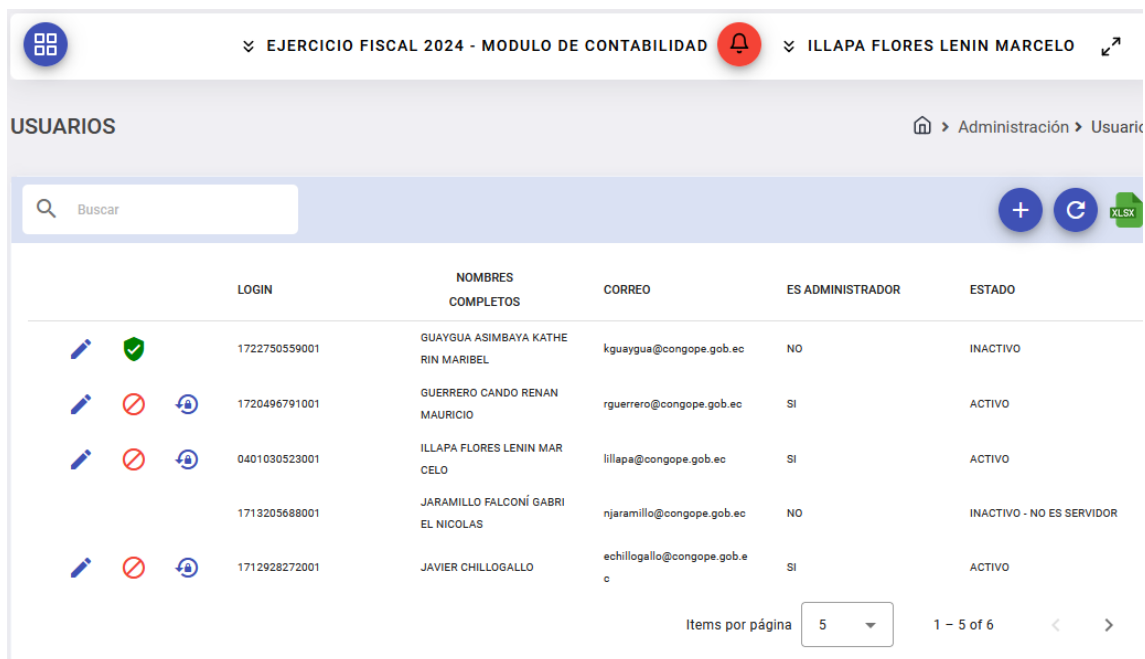 EJERCICIO FISCAL 2024 - MODULO DE CONTABILIDAD
ILLAPA FLORES LENIN MARCELO
USUARIOS
> Administración > Usuario
Buscar
XLSX
LOGIN NOMBRES COMPLETOS CORREO ES ADMINISTRADOR ESTADO
1722750559001 GUAYGUA ASIMBAYA KATHE kguaygua@congope.gob.ec NO INACTIVO
RIN MARIBEL
1720496791001 GUERRERO CANDO RENAN rguerrero@congope.gob.ec SI ACTIVO
MAURICIO
0401030523001 ILLAPA FLORES LENIN MAR lillapa@congope.gob.ec SI ACTIVO
CELO
1713205688001 JARAMILLO FALCONÍ GABRI njaramillo@congope.gob.ec NO INACTIVO - NO ES SERVIDOR
EL NICOLAS
1712928272001 JAVIER CHILLOGALLO echillogallo@congope.gob.e SI ACTIVO
c
Items por página 5 1 – 5 of 6